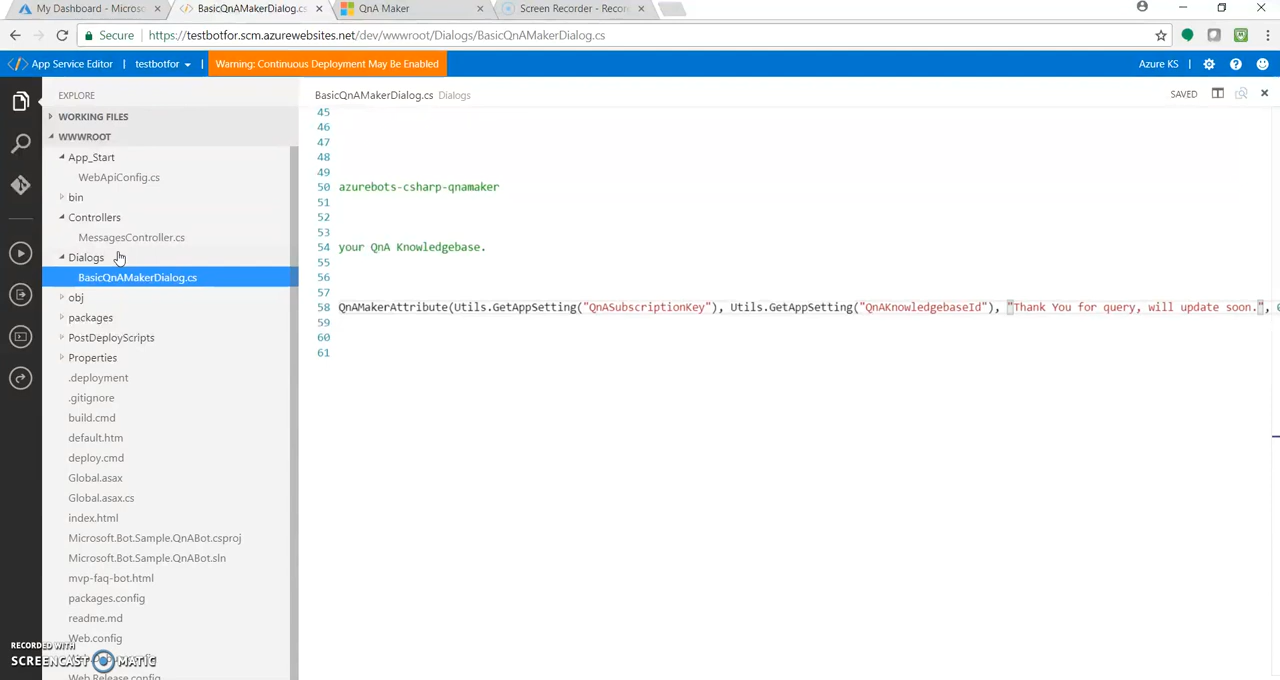 My Dashboard - Micros
BasicQnAMakerDialog.cs
QnA Maker
Screen Recorder - Recor
Secure
https://testbotfor.scm.azurewebsites.net/dev/wwwroot/Dialogs/BasicQnAMakerDialog.cs
</> App Service Editor | testbotfor | Warning: Continuous Deployment May Be Enabled
Azure KS |
EXPLORE
WORKING FILES
WWWROOT
App_Start
WebApiConfig.cs
bin
Controllers
MessagesController.cs
Dialogs
BasicQnAMakerDialog.cs
obj
packages
PostDeployScripts
Properties
.deployment
.gitignore
build.cmd
default.htm
deploy.cmd
Global.asax
Global.asax.cs
index.html
Microsoft.Bot.Sample.QnABot.csproj
Microsoft.Bot.Sample.QnABot.sln
mvp-faq-bot.html
packages.config
readme.md
Web.config
Web.Release.config
BasicQnAMakerDialog.cs Dialogs
SAVED
45
46
47
48
49
50 azurebots-csharp-qnamaker
51
52
53
54 your QnA Knowledgebase.
55
56
57
58 QnAMakerAttribute(Utils.GetAppSetting("QnASubscriptionKey"), Utils.GetAppSetting("QnAKnowledgebaseId"), "Thank You for query, will update soon.",
59
60
61
RECORDED WITH
SCREENCAST MATIC